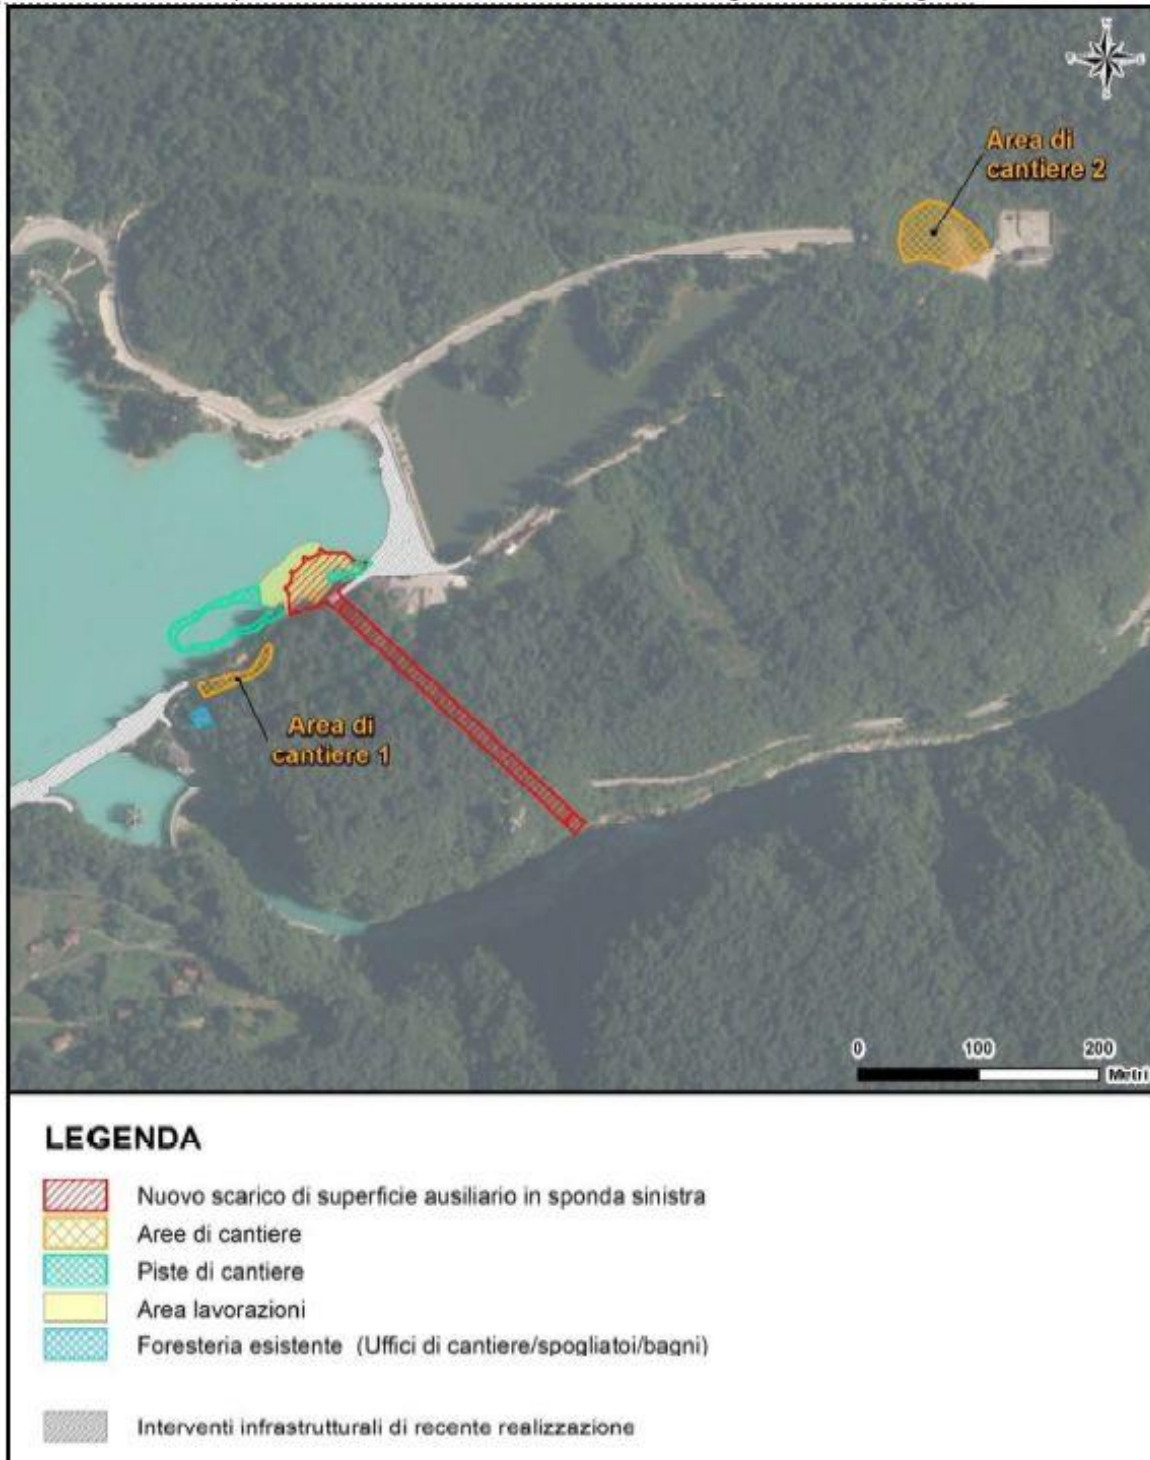 N
Area di
cantiere 2
Area di
cantiere 1
0 100 200
Metri
LEGENDA
Nuovo scarico di superficie ausiliario in sponda sinistra
Aree di cantiere
Piste di cantiere
Area lavorazioni
Foresteria esistente (Uffici di cantiere/spogliatoi/bagni)
Interventi infrastrutturali di recente realizzazione